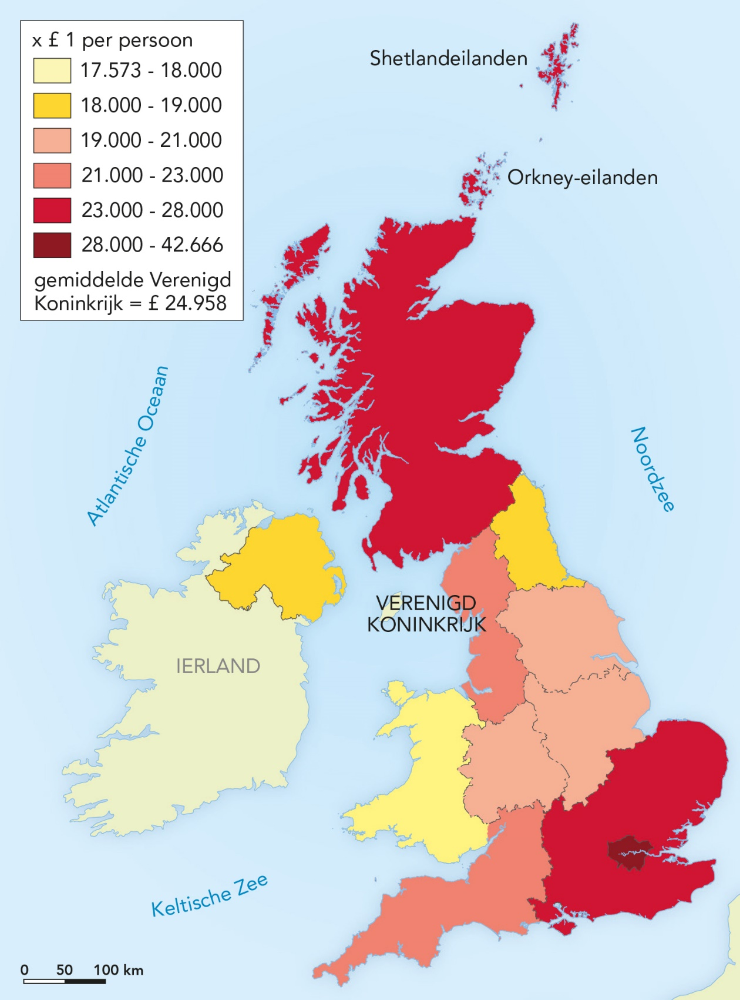 x £ 1 per persoon
17.573 - 18.000
18.000 - 19.000
19.000 - 21.000
21.000 - 23.000
23.000 - 28.000
28.000 - 42.666
gemiddelde Verenigd
Koninkrijk = £ 24.958
Shetlandeilanden
Orkney-eilanden
Atlantische Oceaan
Noordzee
VERENIGD
KONINKRIJK
IERLAND
Keltische Zee
0 50 100 km